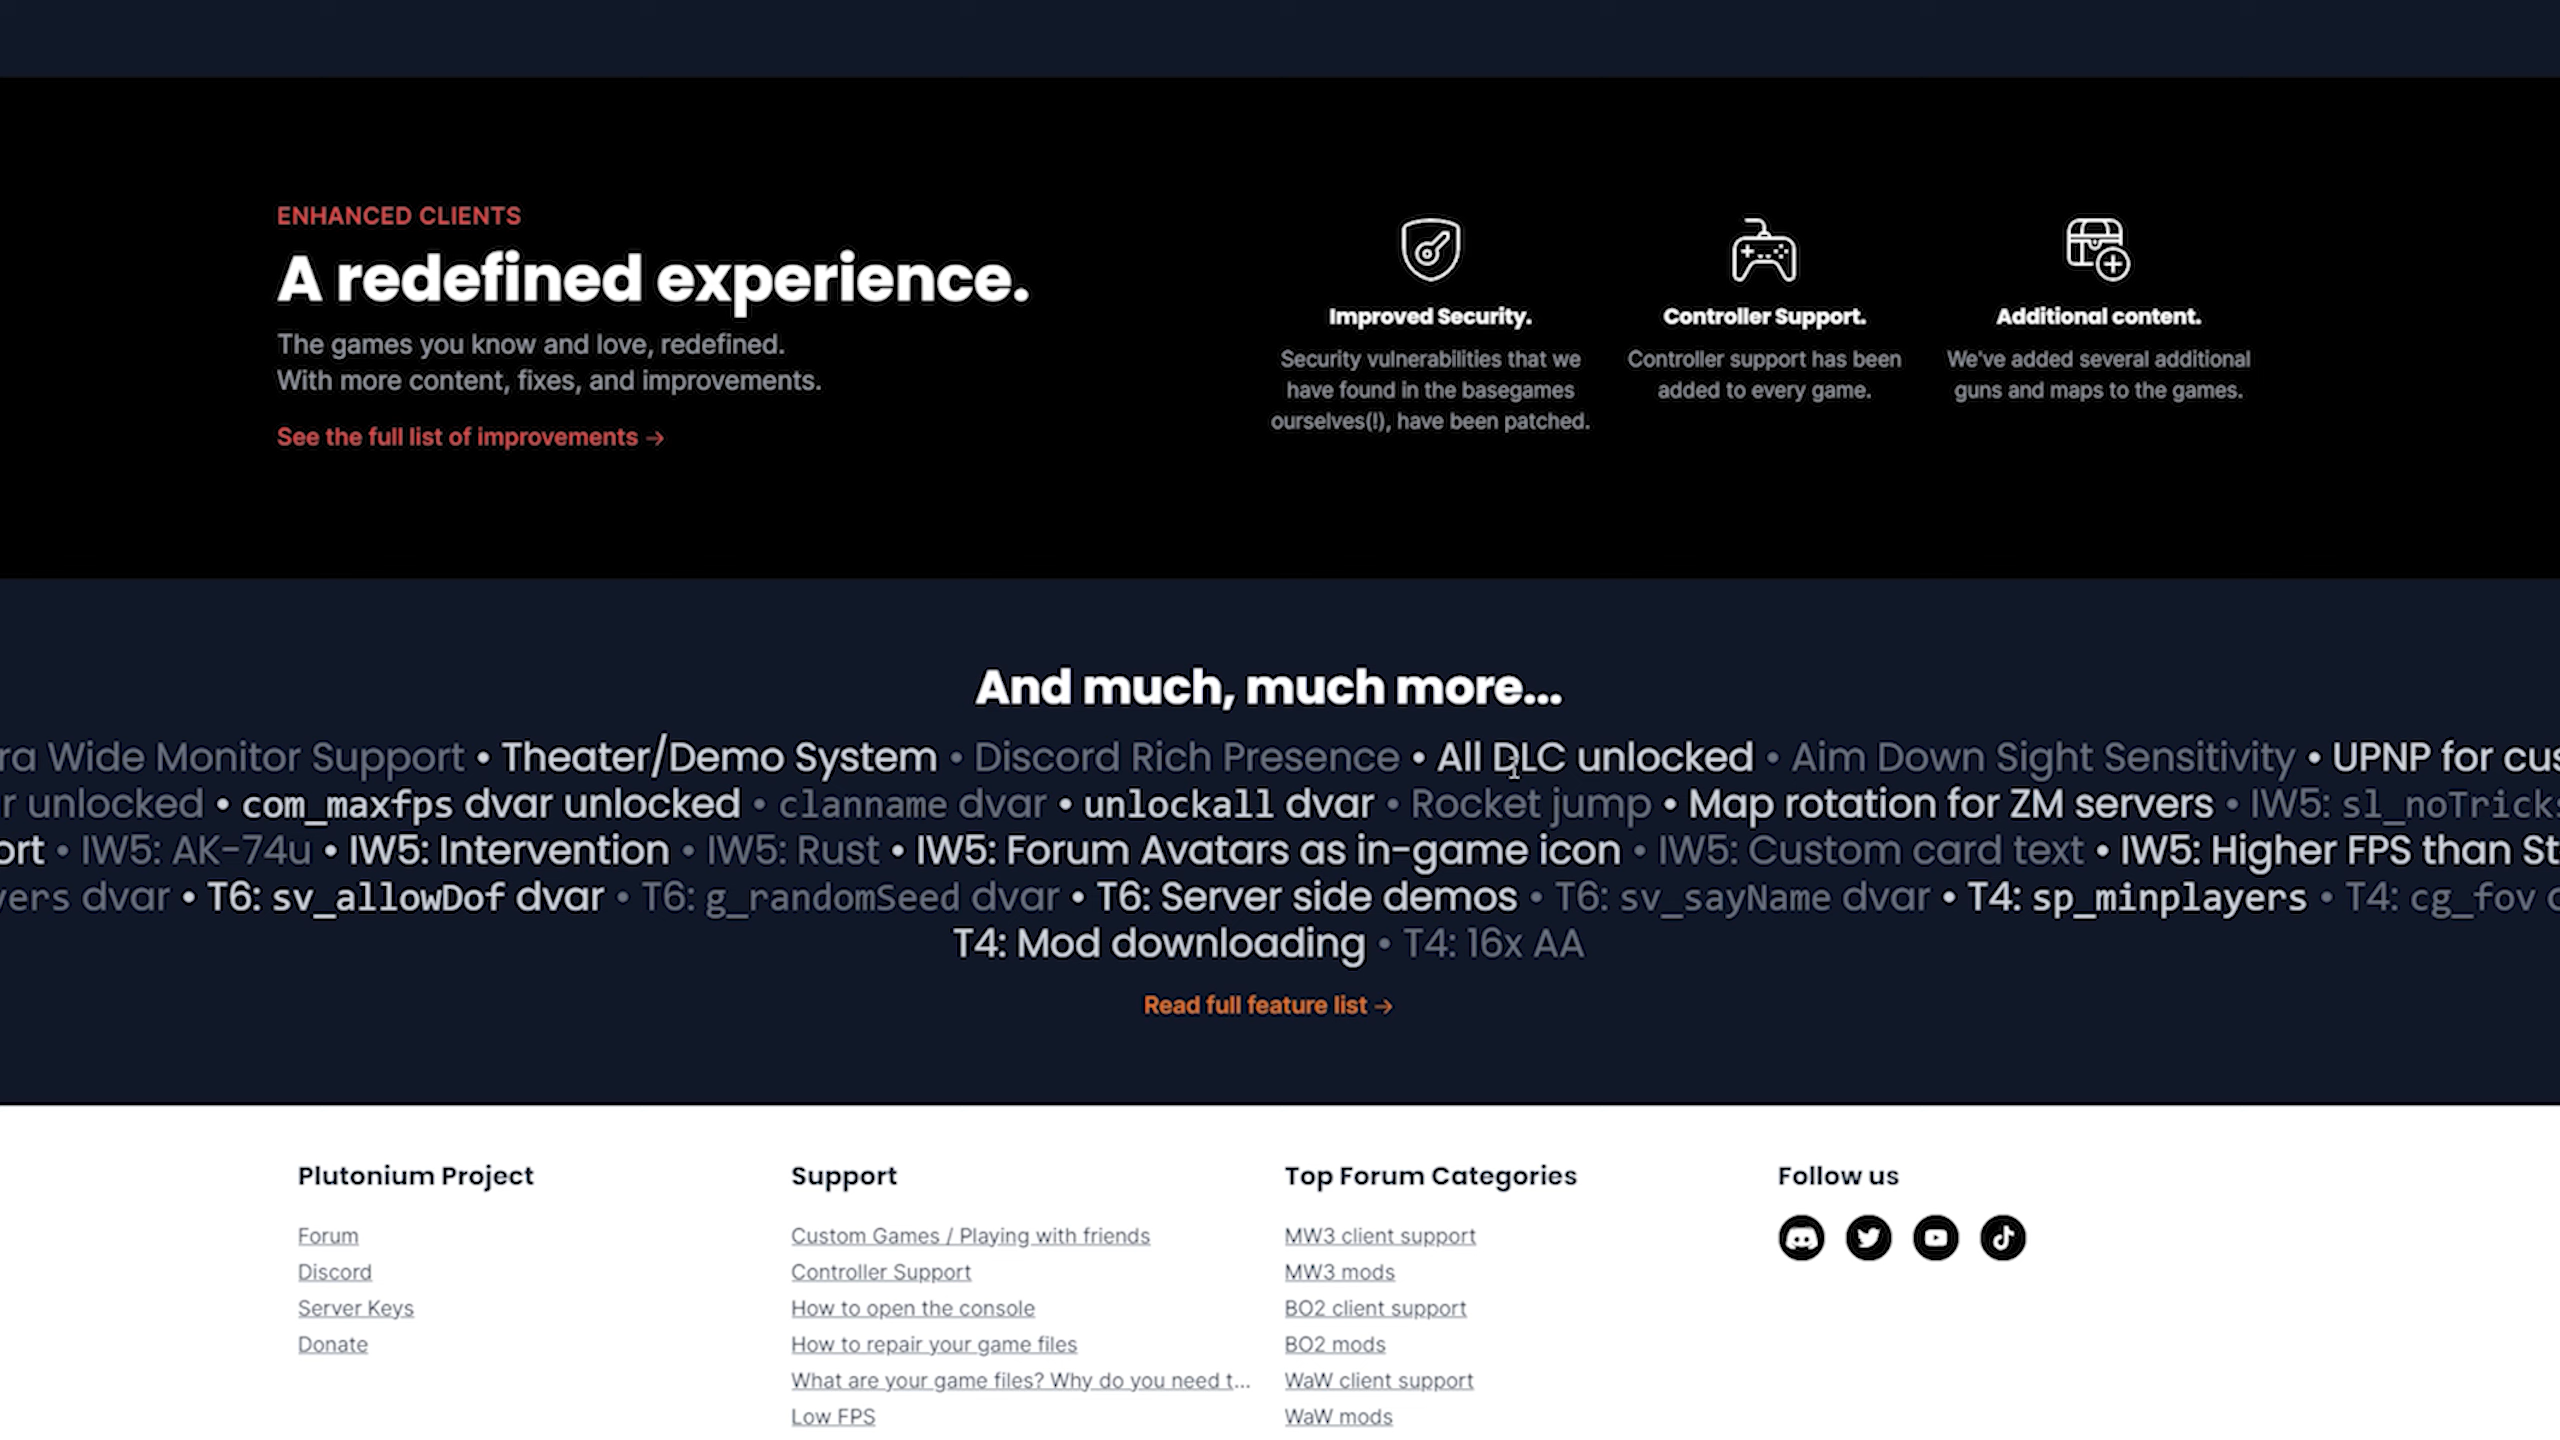 ENHANCED CLIENTS
A redefined experience.
The games you know and love, redefined.
With more content, fixes, and improvements.
See the full list of improvements →
Improved Security.
Security vulnerabilities that we
have found in the basegames
ourselves(!), have been patched.
Controller Support.
Controller support has been
added to every game.
Additional content.
We've added several additional
guns and maps to the games.
And much, much more...
ra Wide Monitor Support • Theater/Demo System • Discord Rich Presence • All DLC unlocked • Aim Down Sight Sensitivity • UPNP for cus
r unlocked • com_maxfps dvar unlocked • clanname dvar • unlockall dvar • Rocket jump • Map rotation for ZM servers • IW5: sl_noTricks
ort • IW5: AK-74u • IW5: Intervention • IW5: Rust • IW5: Forum Avatars as in-game icon • IW5: Custom card text • IW5: Higher FPS than St
yers dvar • T6: sv_allowDof dvar • T6: g_randomSeed dvar • T6: Server side demos • T6: sv_sayName dvar • T4: sp_minplayers • T4: cg_fov
T4: Mod downloading • T4: 16x AA
Read full feature list →
Plutonium Project
Forum
Discord
Server Keys
Donate
Support
Custom Games / Playing with friends
Controller Support
How to open the console
How to repair your game files
What are your game files? Why do you need t...
Low FPS
Top Forum Categories
MW3 client support
MW3 mods
BO2 client support
BO2 mods
WaW client support
WaW mods
Follow us